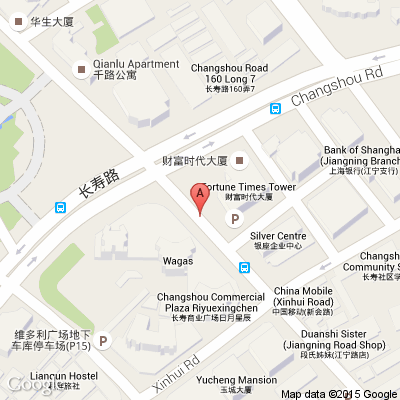 华生大厦
Qianlu Apartment
千路公寓
Changshou Road
160 Long 7
长寿路160弄7
Changshou Rd
长寿路
财富时代大厦
Bank of Shangha
(Jiangning Branch
上海银行(江宁支行)
A
ortune Times Tower
财富时代大厦
P
Silver Centre
银座企业中心
Wagas
Changsh
Community S
长寿社区学
Changshou Commercial
Plaza Riyuexingchen
长寿商业广场日月星辰
China Mobile
(Xinhui Road)
中国移动(新会路)
维多利广场地下
车库停车场(P15)
P
Duanshi Sister
(Jiangning Road Shop)
段氏姊妹(江宁路店)
Xinhui Rd
Liancun Hostel
旅社
Yucheng Mansion
玉城大厦
Google
Map data ©2015 Google